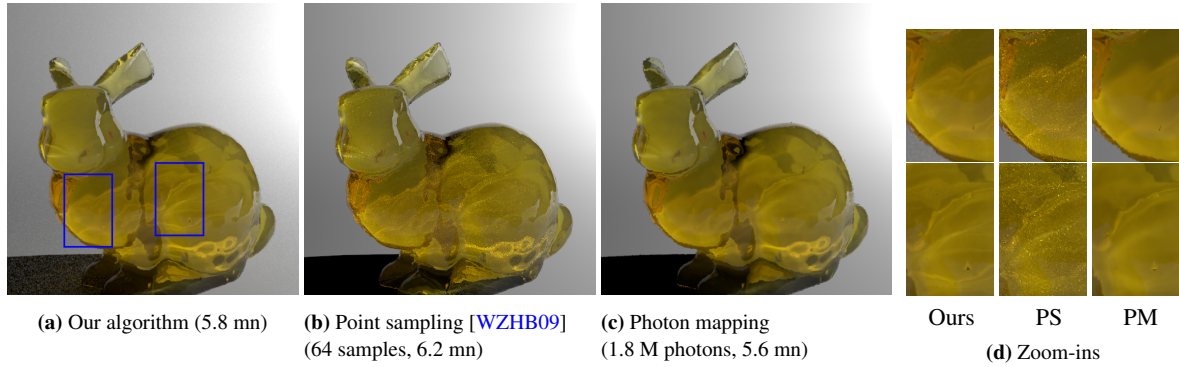 (a) Our algorithm (5.8 mn)
(b) Point sampling [WZHB09]
(64 samples, 6.2 mn)
(c) Photon mapping
(1.8 M photons, 5.6 mn)
Ours PS PM
(d) Zoom-ins